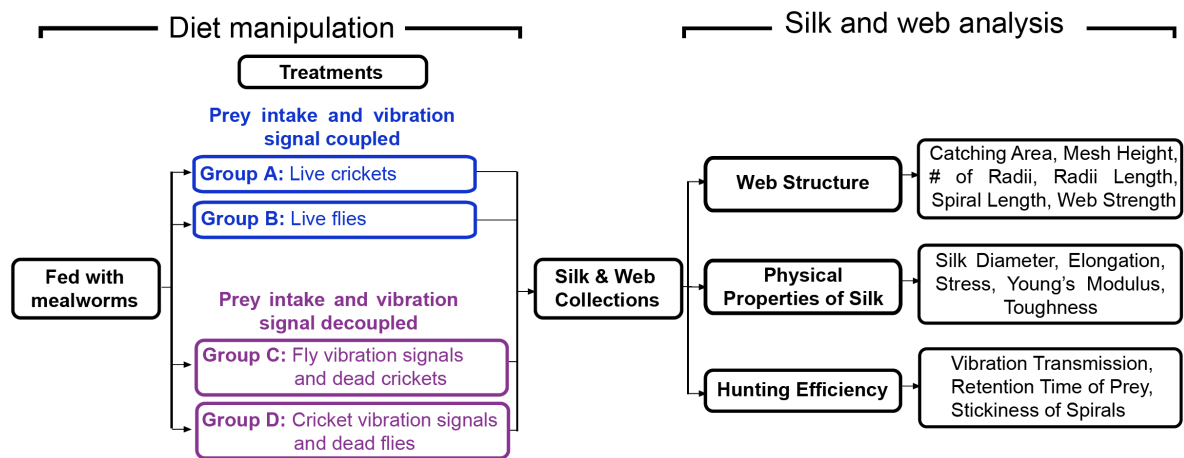 Diet manipulation
Silk and web analysis
Treatments
Prey intake and vibration
signal coupled
Group A: Live crickets
Group B: Live flies
Fed with
mealworms
Prey intake and vibration
signal decoupled
Group C: Fly vibration signals
and dead crickets
Group D: Cricket vibration signals
and dead flies
Silk & Web
Collections
Web Structure
Catching Area, Mesh Height,
# of Radii, Radii Length,
Spiral Length, Web Strength
Physical
Properties of Silk
Silk Diameter, Elongation,
Stress, Young's Modulus,
Toughness
Hunting Efficiency
Vibration Transmission,
Retention Time of Prey,
Stickiness of Spirals